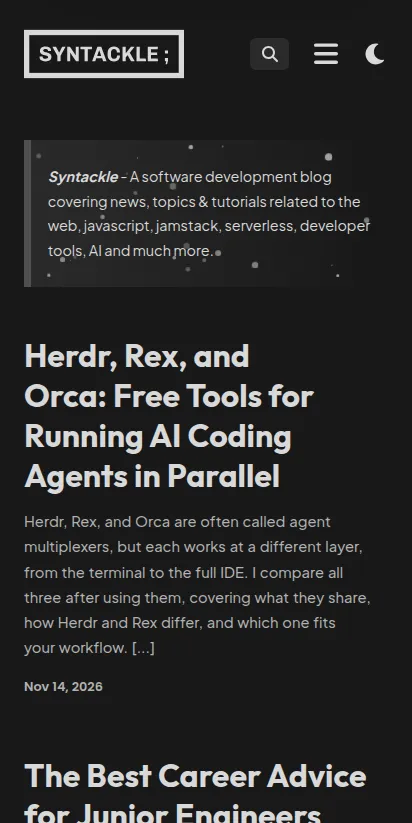 SYNTACKLE ;
Syntackle - A software development blog
covering news, topics & tutorials related to the
web, javascript, jamstack, serverless, developer
tools, AI and much more.
Herdr, Rex, and
Orca: Free Tools for
Running AI Coding
Agents in Parallel
Herdr, Rex, and Orca are often called agent
multiplexers, but each works at a different layer,
from the terminal to the full IDE. I compare all
three after using them, covering what they share,
how Herdr and Rex differ, and which one fits
your workflow. [...]
Nov 14, 2026
The Best Career Advice
for Junior Engineers